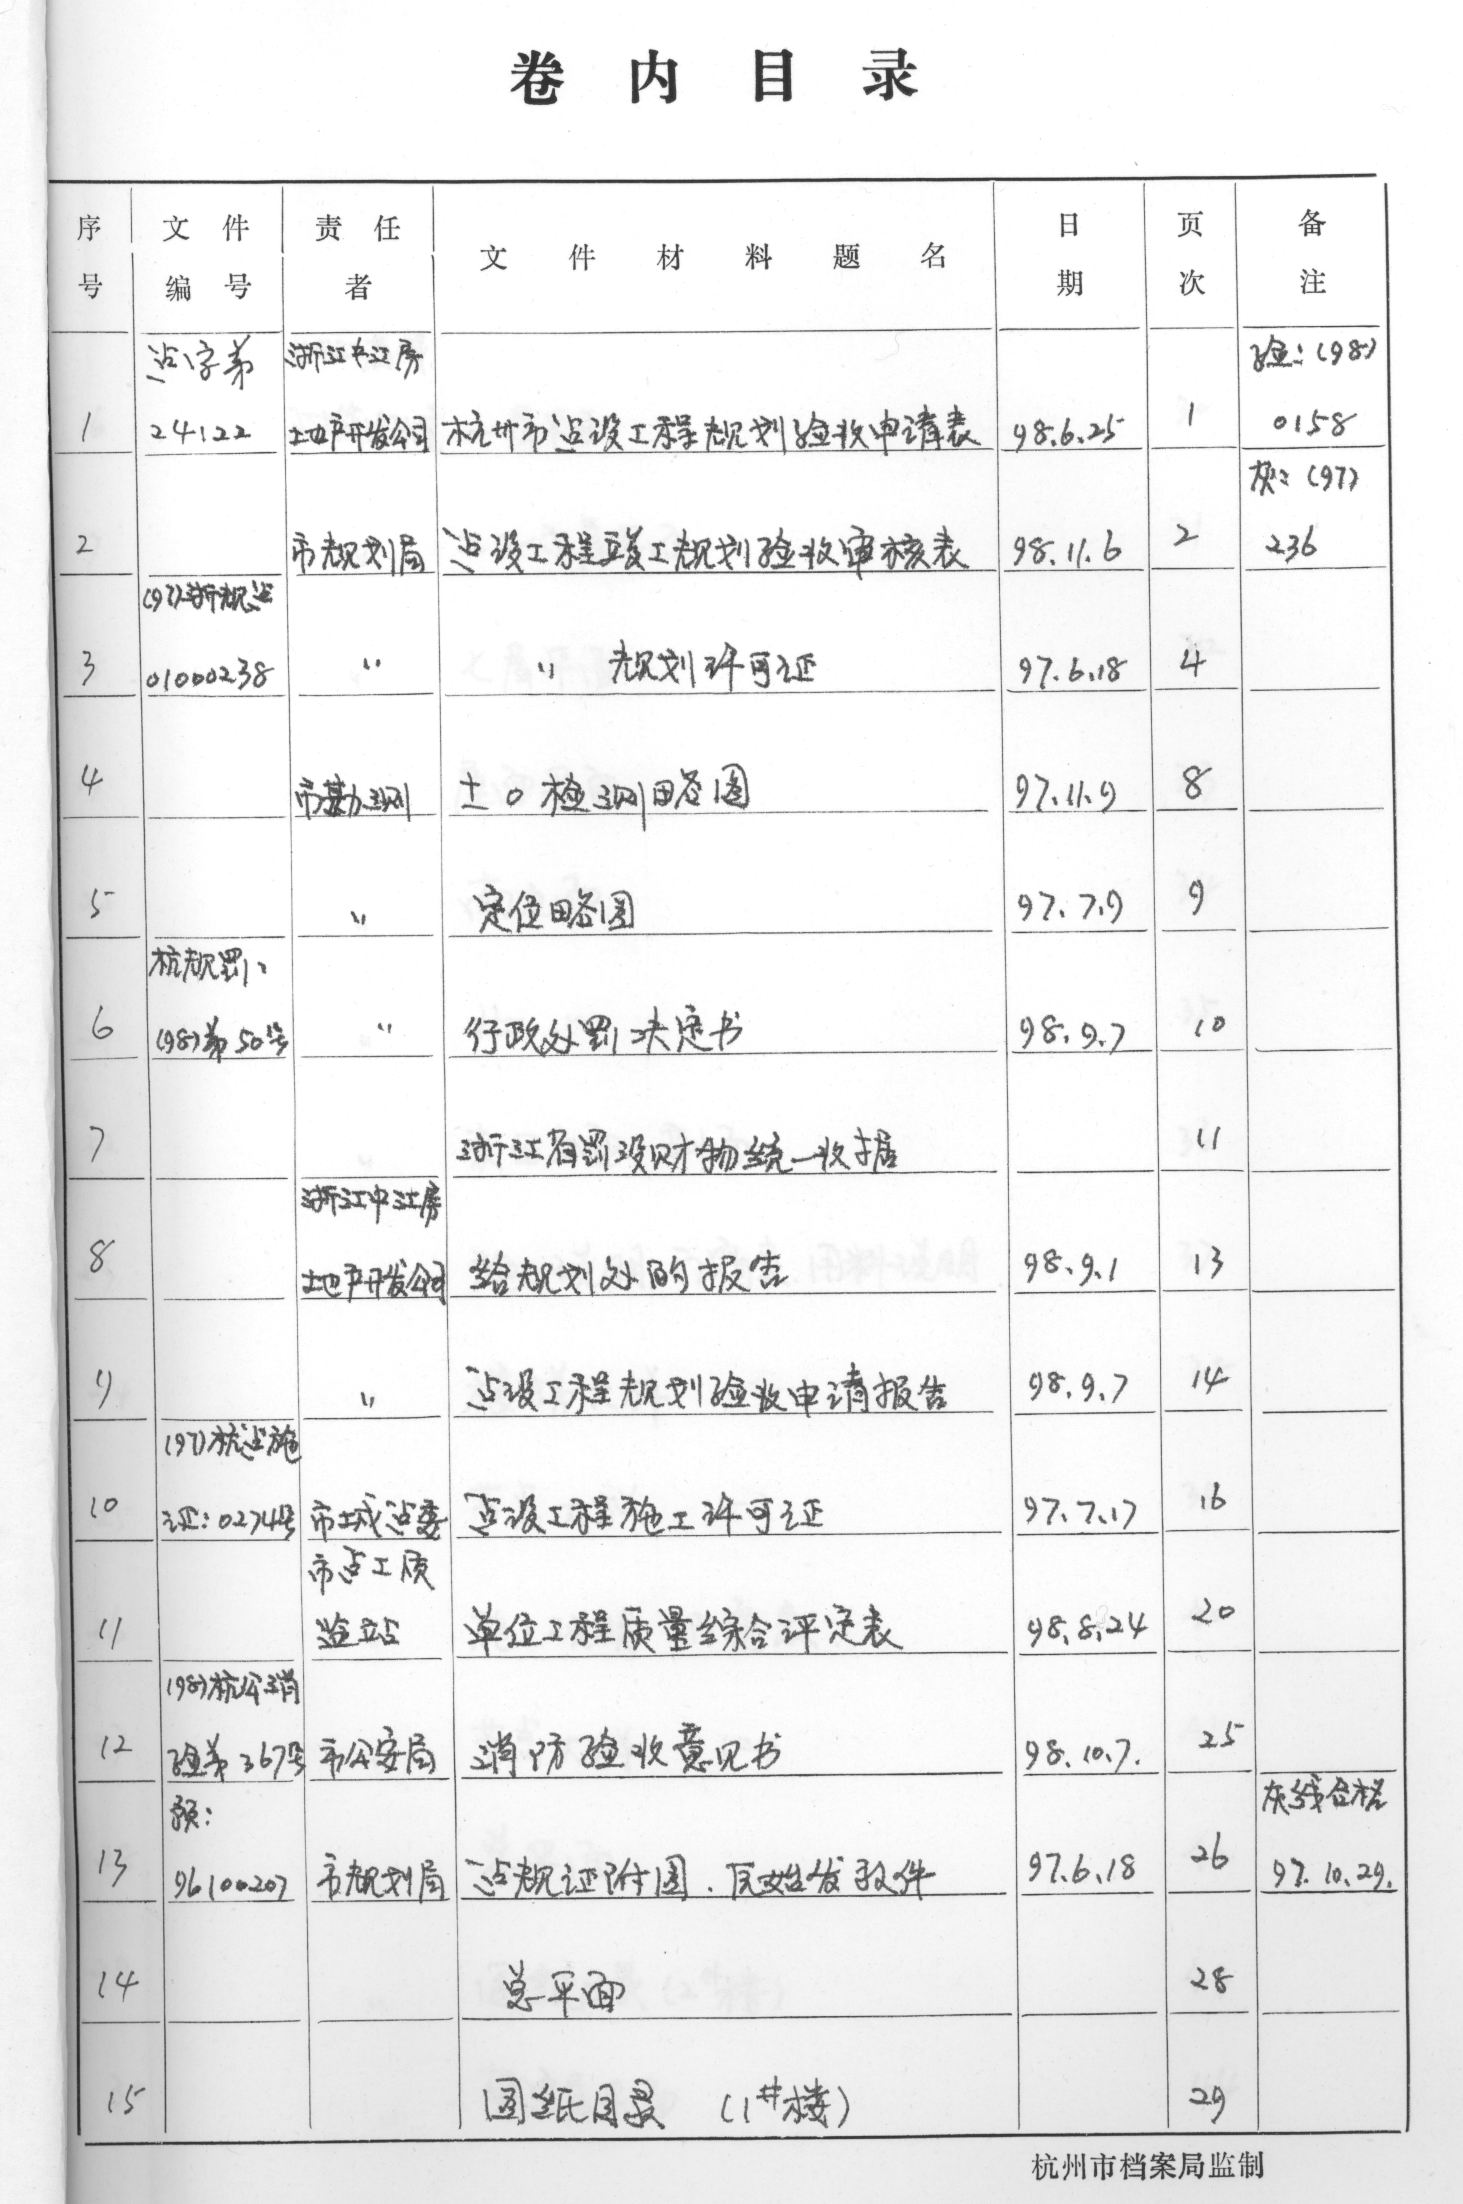 卷内目录
序号 文件编号 责任者 文件材料题名 日期 页次 备注
1 建字第24122 浙江中江房地产开发公司 杭州市建设工程规划验收申请表 98.6.25 1 验:(98)0158
2 市规划局 建设工程竣工规划验收审核表 98.11.6 2 灰:(97)236
3 (97)浙规建01000238 〃 〃 规划许可证 97.6.18 4
4 市勘测 ±0检测略图 97.11.9 8
5 〃 定位略图 97.7.9 9
6 杭规罚:(98)第50号 〃 行政处罚决定书 98.9.7 10
7 浙江省罚没财物统一收据 11
8 浙江中江房地产开发公司 给规划处的报告 98.9.1 13
9 〃 建设工程规划验收申请报告 98.9.7 14
10 (97)杭建施证:0274号 市城建委 建设工程施工许可证 97.7.17 16
11 市建工质监站 单位工程质量综合评定表 98.8.24 20
12 (98)杭公消验第367号 市公安局 消防验收意见书 98.10.7. 25
13 预:96100207 市规划局 建规证附图.原始发放件 97.6.18 26 灰线合格97.10.29.
14 总平面 28
15 图纸目录 (1#楼) 29
杭州市档案局监制